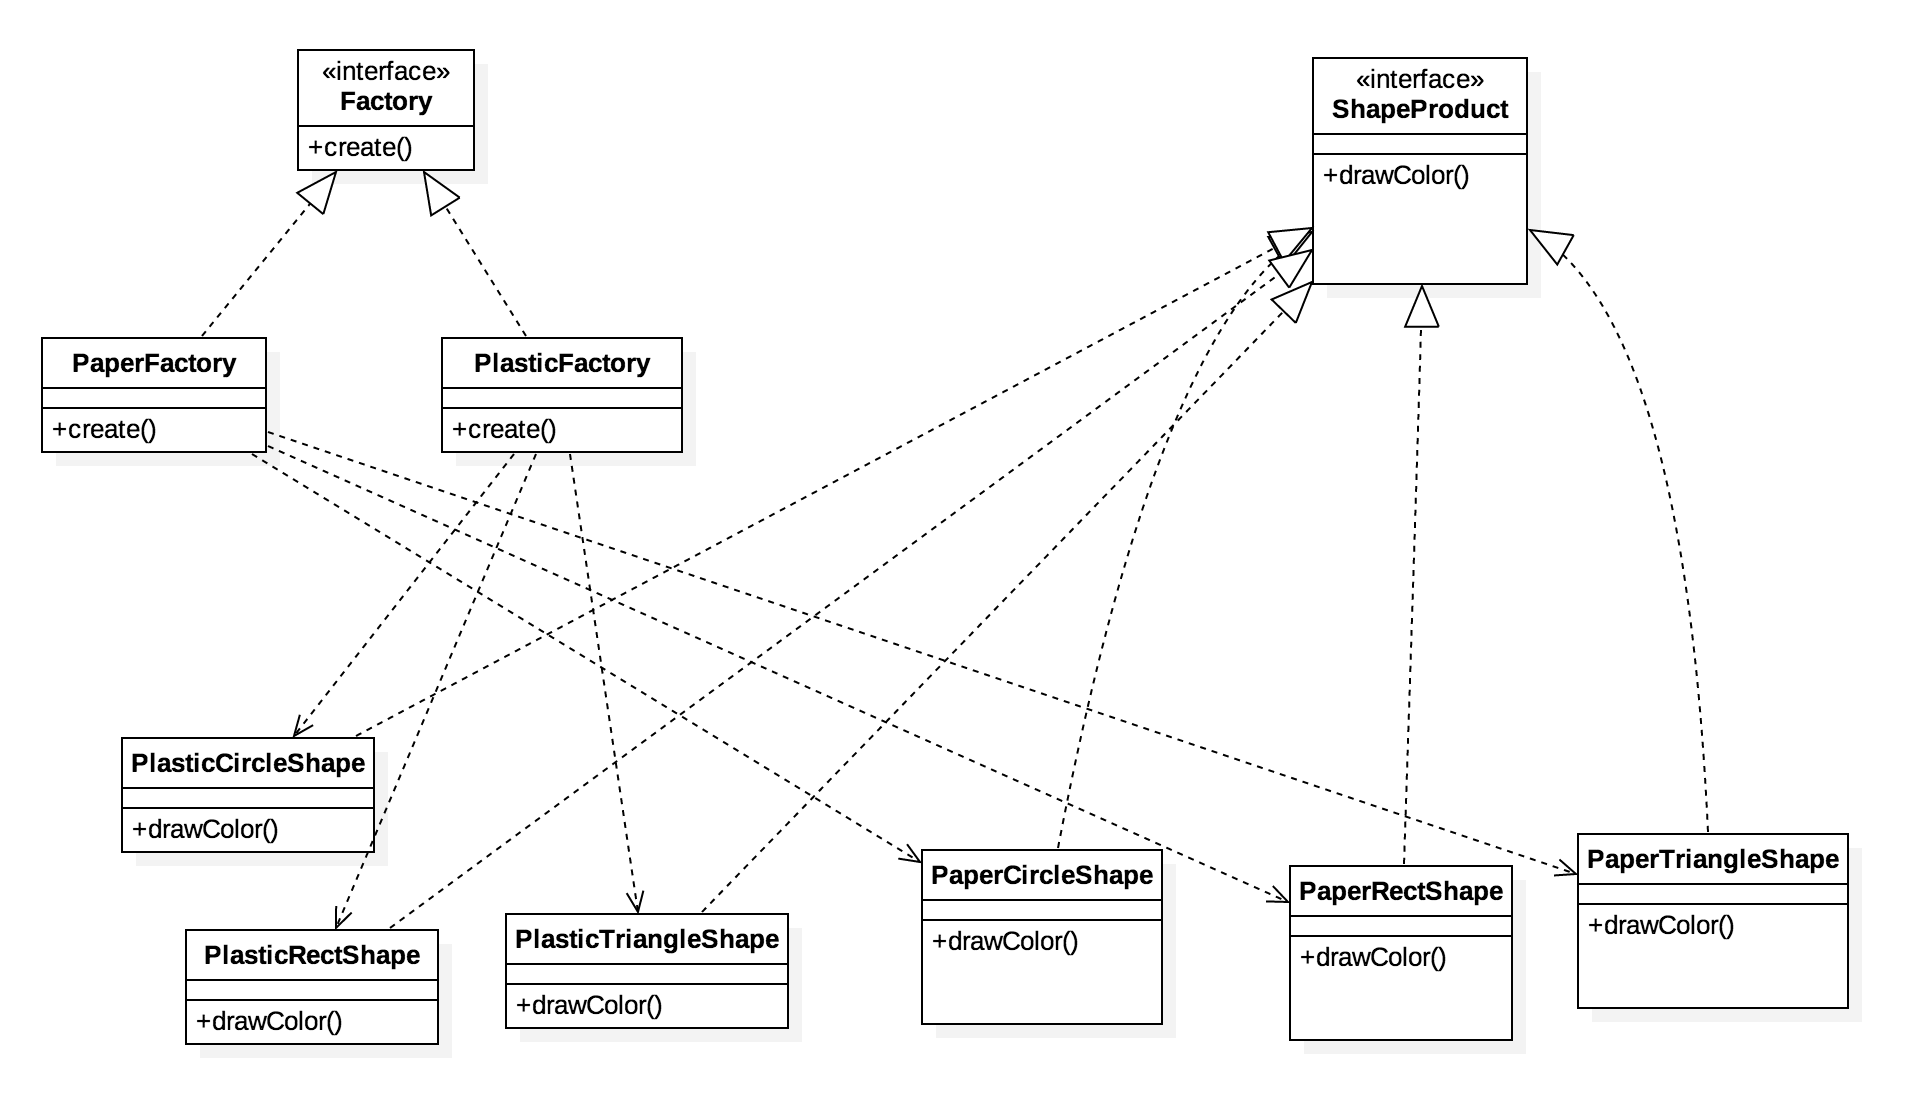 «interface»
Factory
+create()
«interface»
ShapeProduct
+drawColor()
PaperFactory
+create()
PlasticFactory
+create()
PlasticCircleShape
+drawColor()
PlasticRectShape
+drawColor()
PlasticTriangleShape
+drawColor()
PaperCircleShape
+drawColor()
PaperRectShape
+drawColor()
PaperTriangleShape
+drawColor()